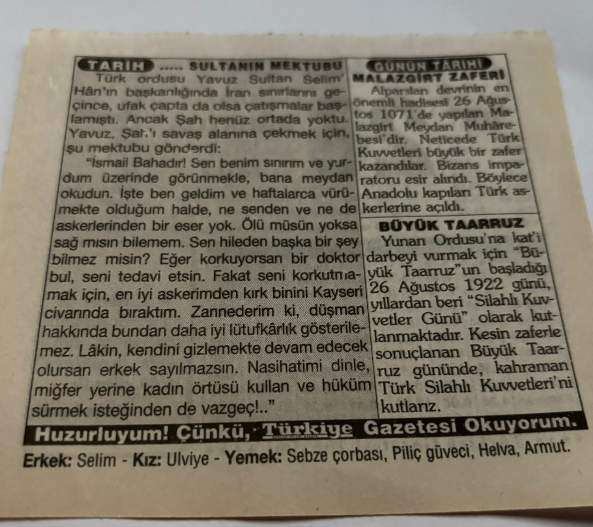 TARİH ..... SULTANIN MEKTUBU
Türk ordusu Yavuz Sultan Selim
Hân'ın başkanlığında İran sınırlarını ge-
çince, ufak çapta da olsa çatışmalar baş-
lamıştı. Ancak Şah henüz ortada yoktu.
Yavuz, Şah'ı savaş alanına çekmek için,
şu mektubu gönderdi:
"İsmail Bahadır! Sen benim sınırım ve yur-
dum üzerinde görünmekle, bana meydan
okudun. İşte ben geldim ve haftalarca vürü-
mekte olduğum halde, ne senden ve ne de
askerlerinden bir eser yok. Ölü müsün yoksa
sağ mısın bilemem. Sen hileden başka bir şey
bilmez misin? Eğer korkuyorsan bir doktor
bul, seni tedavi etsin. Fakat seni korkutma-
mak için, en iyi askerimden kırk binini Kayseri
civarında bıraktım. Zannederim ki, düşman
hakkında bundan daha iyi lütufkârlık gösterile-
mez. Lâkin, kendini gizlemekte devam edecek
olursan erkek sayılmazsın. Nasihatimi dinle,
miğfer yerine kadın örtüsü kullan ve hüküm
sürmek isteğinden de vazgeç!.."
GÜNÜN TARİHİ
MALAZGİRT ZAFERİ
Alparslan devrinin en
önemli hadisesi 26 Ağus-
tos 1071'de yapılan Ma-
lazgirt Meydan Muhâre-
besi'dir. Neticede Türk
Kuvvetleri büyük bir zafer
kazandılar. Bizans impa-
ratoru esir alındı. Böylece
Anadolu kapıları Türk as-
kerlerine açıldı.
BÜYÜK TAARRUZ
Yunan Ordusu'na kat'i
darbeyi vurmak için "Bü-
yük Taarruz"un başladığı
26 Ağustos 1922 günü,
yıllardan beri "Silahlı Kuv-
vetler Günü" olarak kut-
lanmaktadır. Kesin zaferle
sonuçlanan Büyük Taar-
ruz gününde, kahraman
Türk Silahlı Kuvvetleri'ni
kutlarız.
Huzurluyum! Çünkü, Türkiye Gazetesi Okuyorum.
Erkek: Selim - Kız: Ulviye - Yemek: Sebze çorbası, Piliç güveci, Helva, Armut.